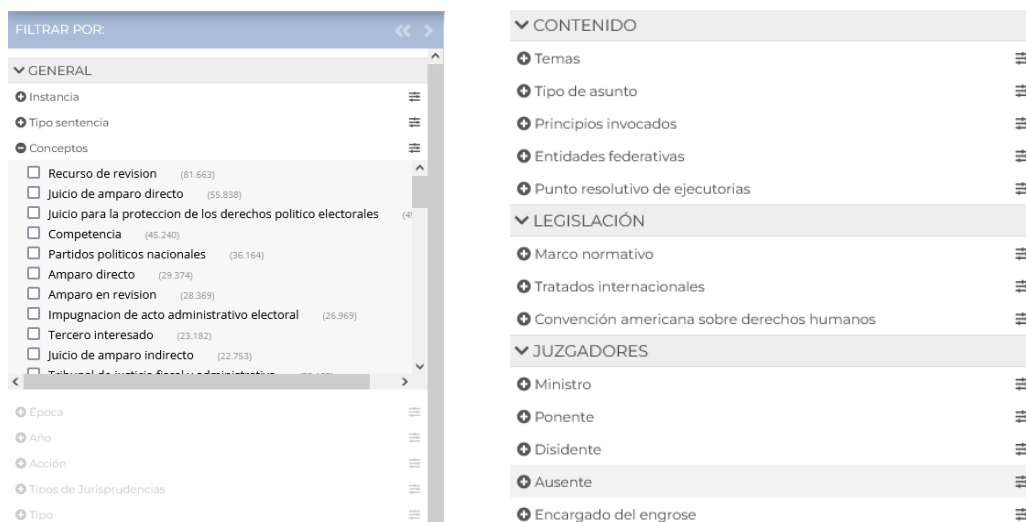 FILTRAR POR:
GENERAL
Instancia
Tipo sentencia
Conceptos
Recurso de revision (81.663)
Juicio de amparo directo (55.838)
Juicio para la proteccion de los derechos politico electorales
Competencia (45.240)
Partidos politicos nacionales (36.164)
Amparo directo (29.374)
Amparo en revision (28.369)
Impugnacion de acto administrativo electoral (26.969)
Tercero interesado (23.182)
Juicio de amparo indirecto (22.753)
Época
Año
Acción
Tipos de Jurisprudencias
Tipo
CONTENIDO
Temas
Tipo de asunto
Principios invocados
Entidades federativas
Punto resolutivo de ejecutorías
LEGISLACIÓN
Marco normativo
Tratados internacionales
Convención americana sobre derechos humanos
JUZGADORES
Ministro
Ponente
Disidente
Ausente
Encargado del engrose